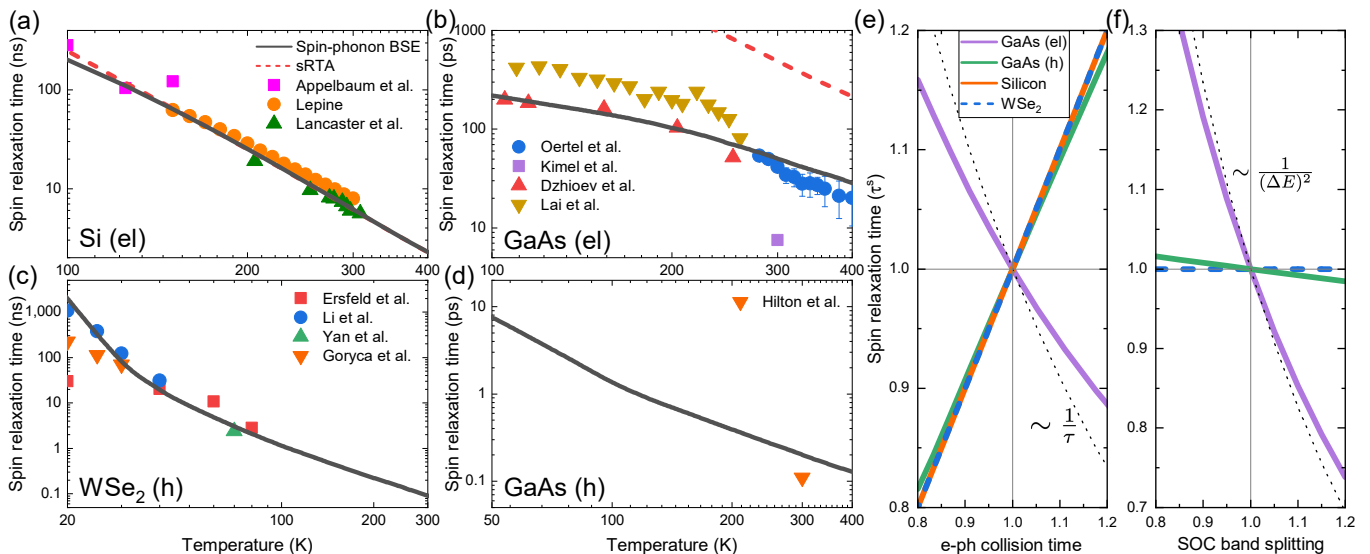 (a)
Spin relaxation time (ns)
100
10
100
200
300
400
Spin-phonon BSE
sRTA
Appelbaum et al.
Lepine
Lancaster et al.
Si (el)
(b)
Spin relaxation time (ps)
1000
100
10
100
200
300
400
Oertel et al.
Kimel et al.
Dzhioev et al.
Lai et al.
GaAs (el)
(c)
Spin relaxation time (ns)
1,000
100
10
1
0.1
20
100
200
300
Temperature (K)
Ersfeld et al.
Li et al.
Yan et al.
Goryca et al.
WSe2 (h)
(d)
Spin relaxation time (ps)
10
1
0.1
50
100
200
300
400
Temperature (K)
Hilton et al.
GaAs (h)
(e)
Spin relaxation time (τˢ)
1.2
1.1
1.0
0.9
0.8
0.8
0.9
1.0
1.1
1.2
e-ph collision time
GaAs (el)
GaAs (h)
Silicon
WSe2
∼ 1/τ
(f)
1.3
1.2
1.1
1.0
0.9
0.8
0.7
0.8
0.9
1.0
1.1
1.2
SOC band splitting
∼ 1/(ΔE)²